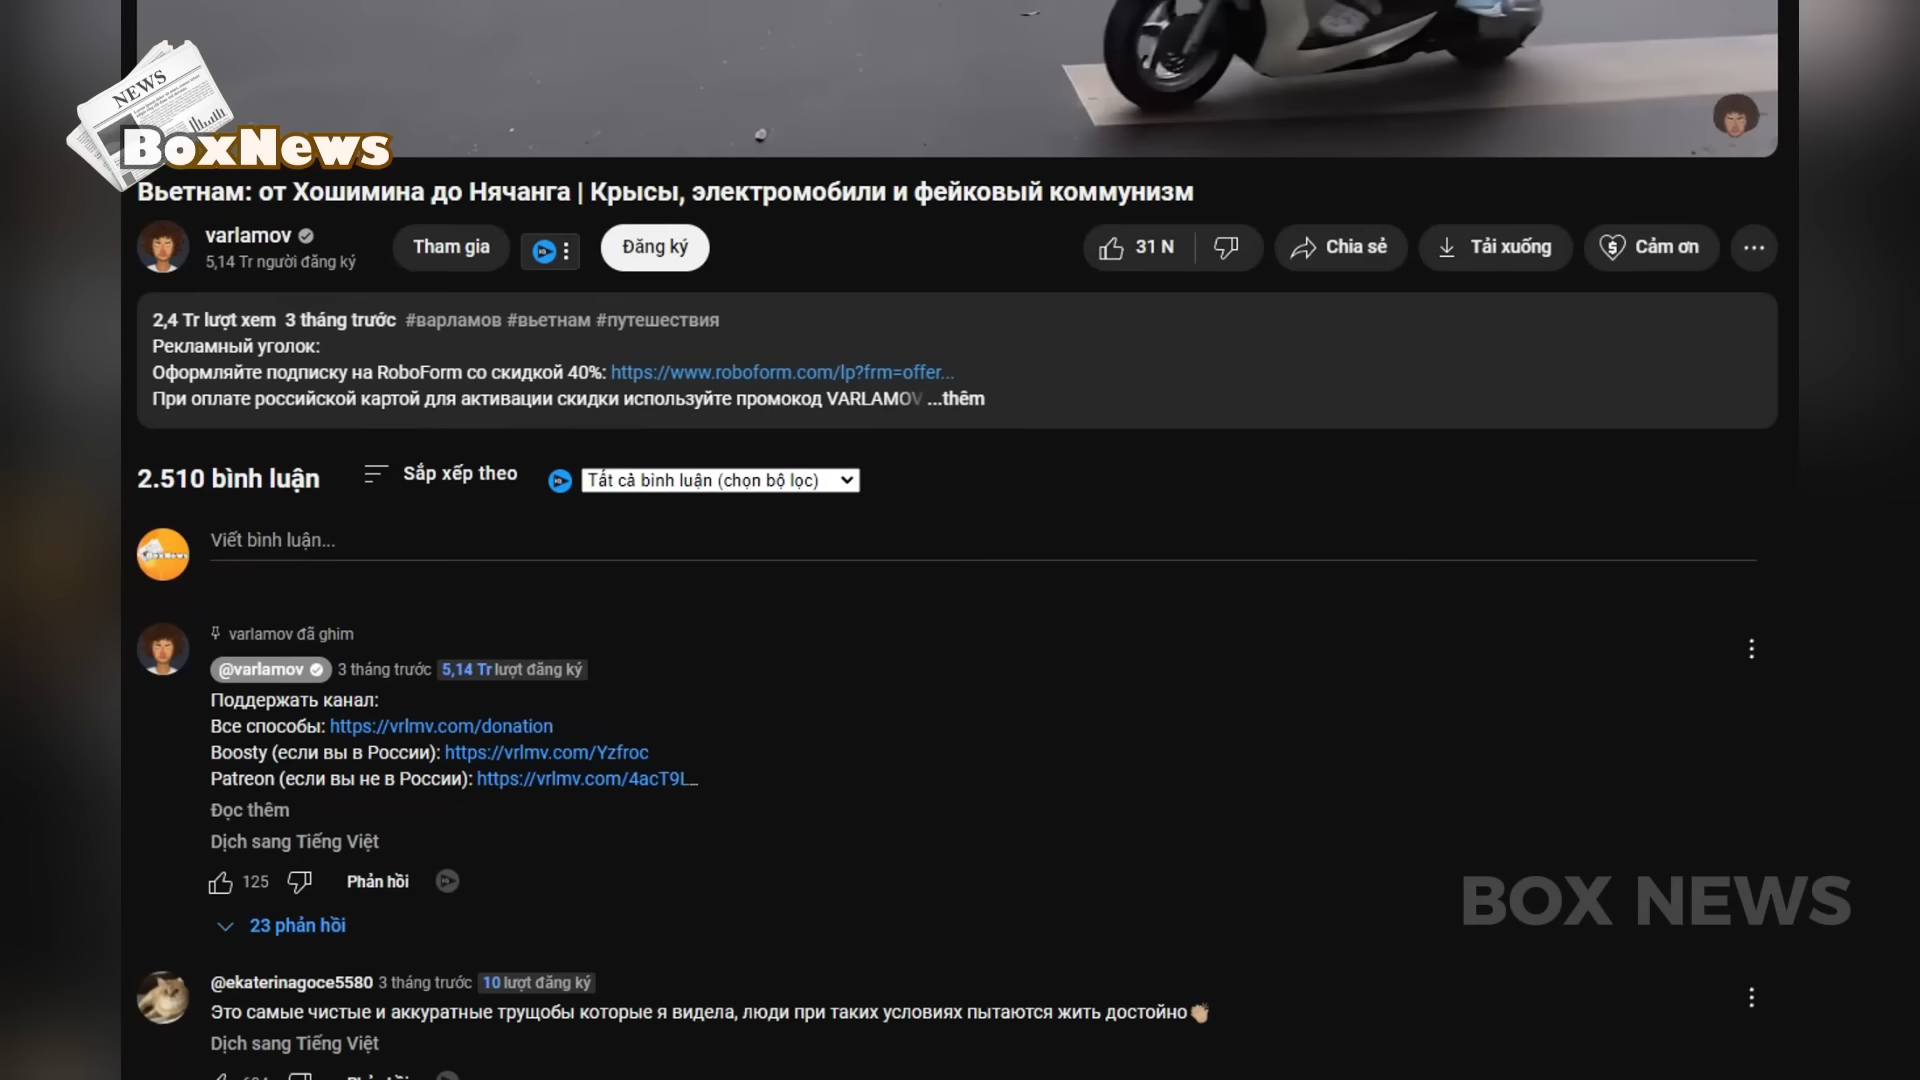 NEWS
BoxNews
Вьетнам: от Хошимина до Нячанга | Крысы, электромобили и фейковый коммунизм
varlamov
5,14 Tr người đăng ký
Tham gia
Đăng ký
31 N
Chia sẻ
Tải xuống
Cảm ơn
2,4 Tr lượt xem 3 tháng trước #варламов #вьетнам #путешествия
Рекламный уголок:
Оформляйте подписку на RoboForm со скидкой 40%: https://www.roboform.com/lp?frm=offer...
При оплате российской картой для активации скидки используйте промокод VARLAMOV ...thêm
2.510 bình luận
Sắp xếp theo
Tất cả bình luận (chọn bộ lọc)
Viết bình luận...
varlamov đã ghim
@varlamov 3 tháng trước 5,14 Tr lượt đăng ký
Поддержать канал:
Все способы: https://vrlmv.com/donation
Boosty (если вы в России): https://vrlmv.com/Yzfroc
Patreon (если вы не в России): https://vrlmv.com/4acT9L...
Đọc thêm
Dịch sang Tiếng Việt
125
Phản hồi
23 phản hồi
BOX NEWS
@ekaterinagoce5580 3 tháng trước 10 lượt đăng ký
Это самые чистые и аккуратные трущобы которые я видела, люди при таких условиях пытаются жить достойно👏🏼
Dịch sang Tiếng Việt
Phản hồi